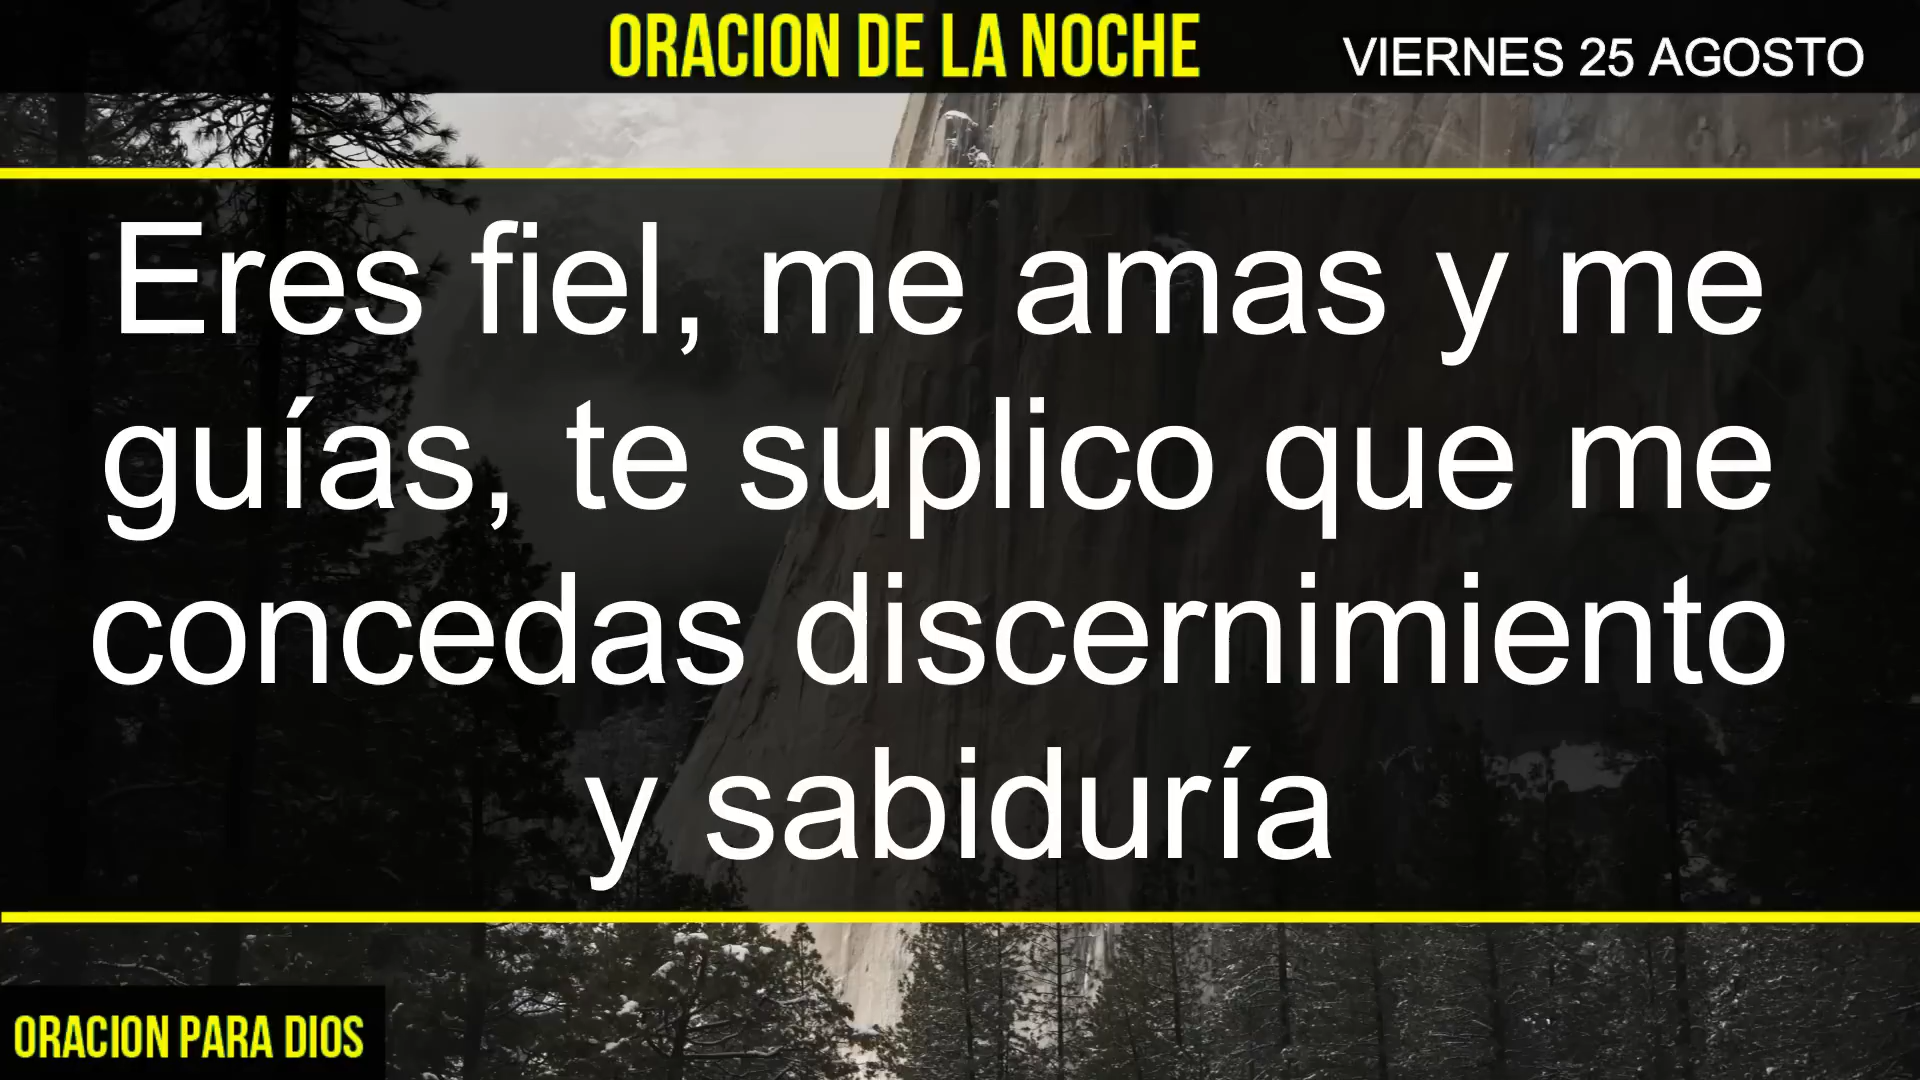 ORACION DE LA NOCHE
VIERNES 25 AGOSTO
Eres fiel, me amas y me
guías, te suplico que me
concedas discernimiento
y sabiduría
ORACION PARA DIOS